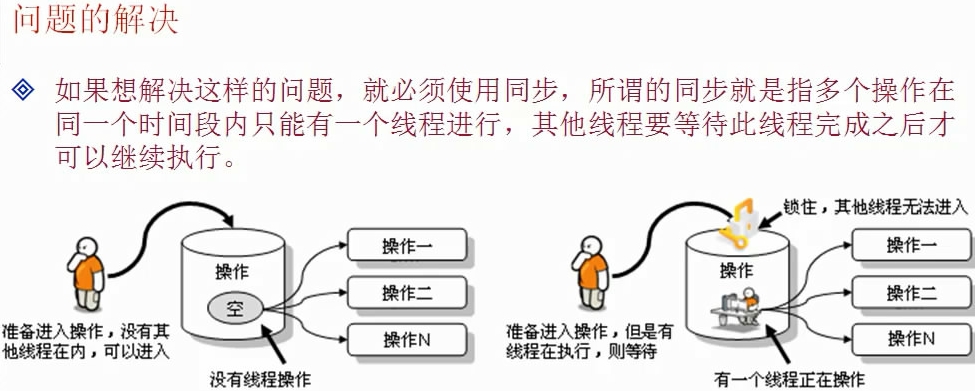 问题的解决
如果想解决这样的问题，就必须使用同步，所谓的同步就是指多个操作在
同一个时间段内只能有一个线程进行，其他线程要等待此线程完成之后才
可以继续执行。
操作
空
操作一
操作二
操作N
准备进入操作，没有其
他线程在内，可以进入
没有线程操作
锁住，其他线程无法进入
操作
操作一
操作二
操作N
准备进入操作，但是有
线程在执行，则等待
有一个线程正在操作